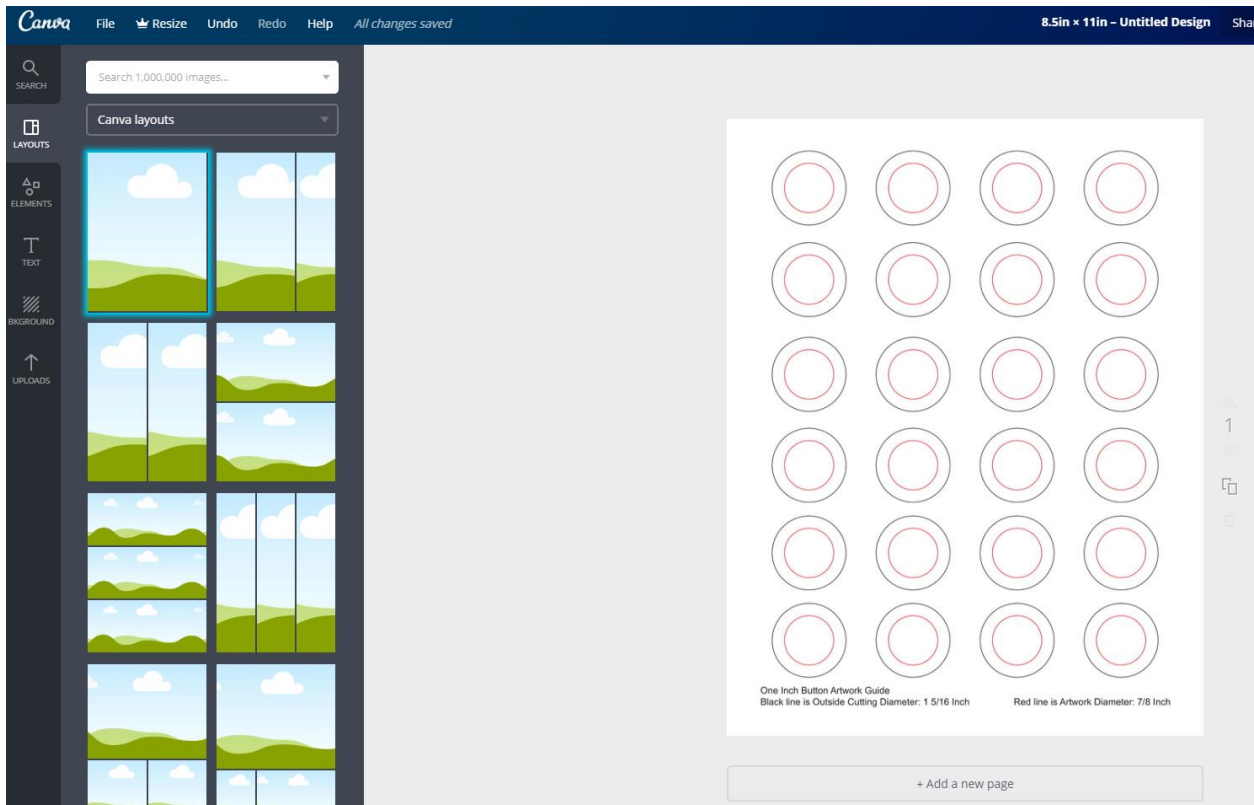 Canva File Resize Undo Redo Help All changes saved 8.5in × 11in – Untitled Design
SEARCH
Search 1,000,000 images...
Canva layouts
LAYOUTS
ELEMENTS
TEXT
BKGROUND
UPLOADS
1
One Inch Button Artwork Guide
Black line is Outside Cutting Diameter: 1 5/16 Inch Red line is Artwork Diameter: 7/8 Inch
+ Add a new page